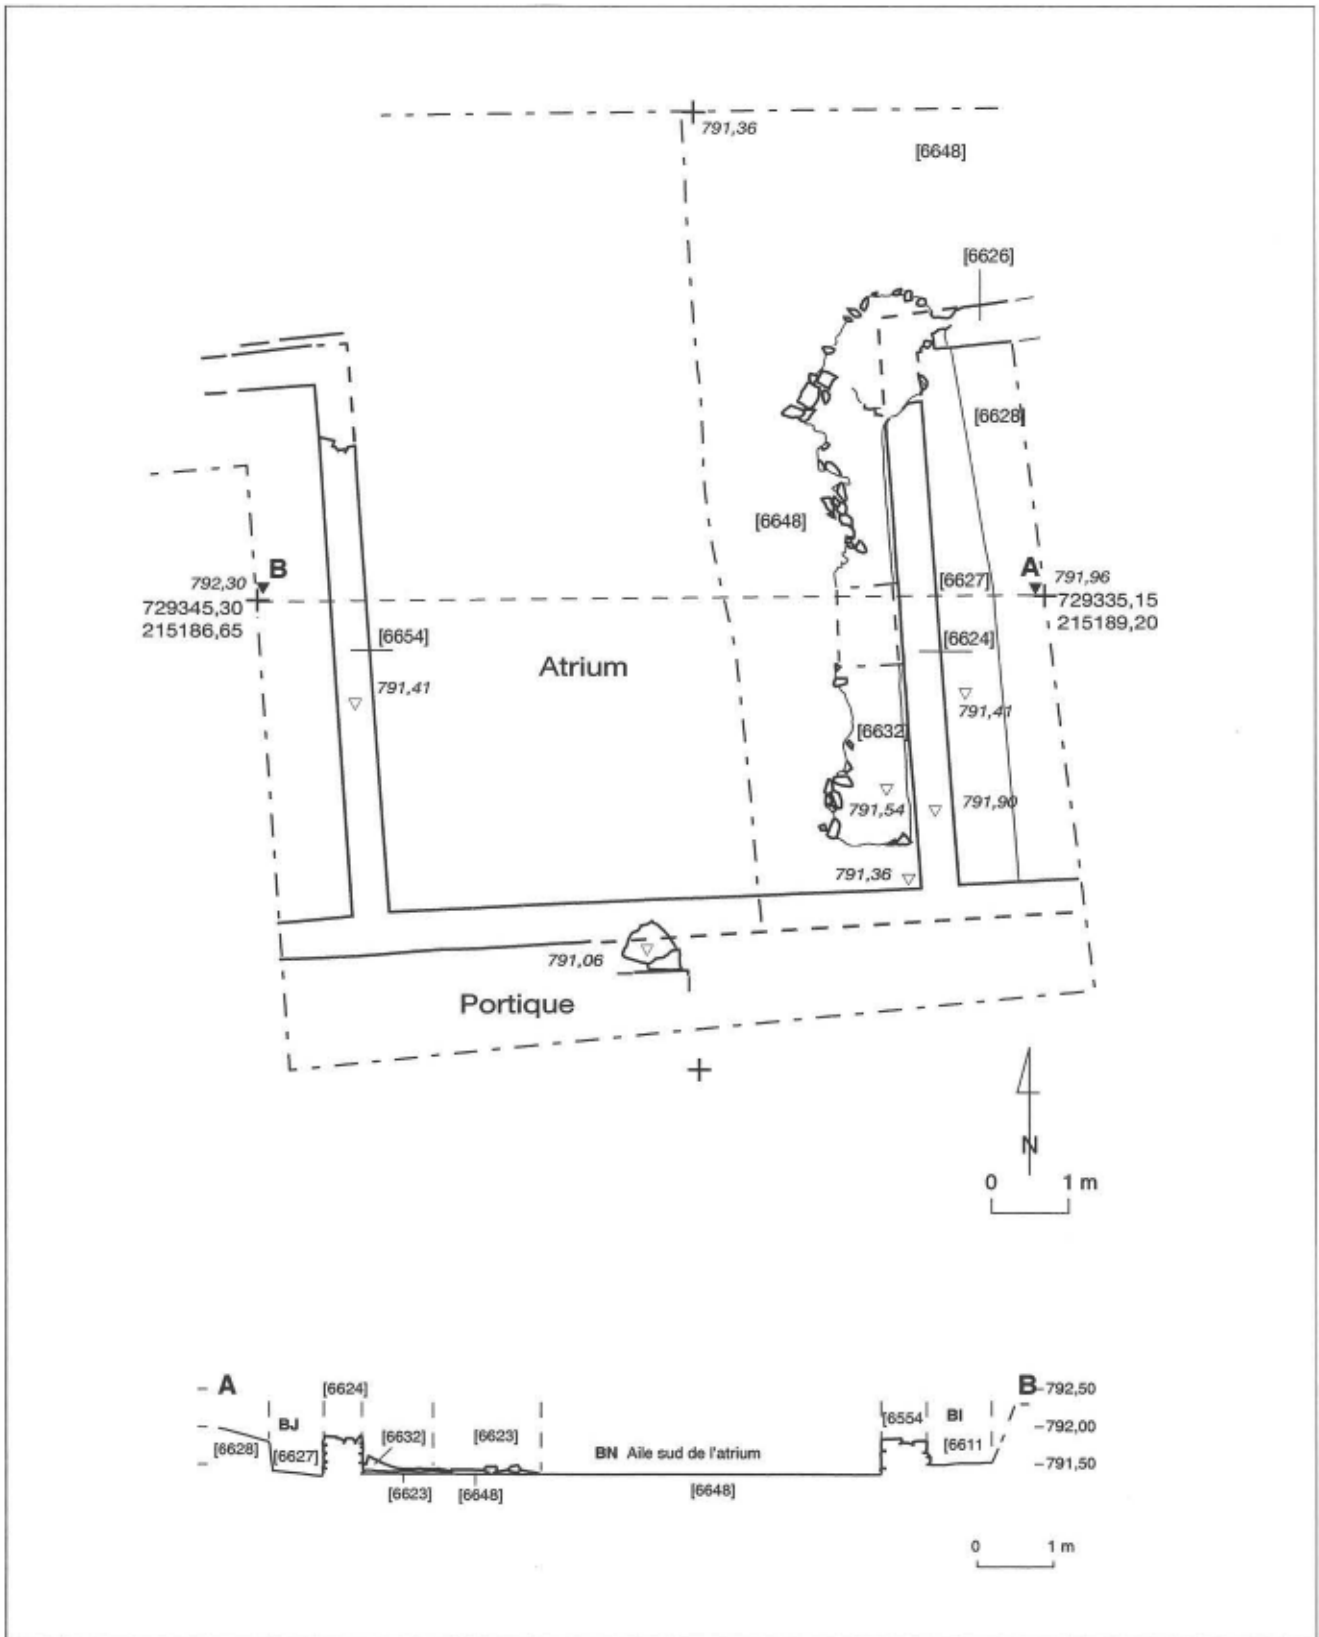 791,36
[6648]
[6626]
[6628]
[6648]
B
792,30
729345,30
215186,65
[6627]
A
791,96
729335,15
215189,20
[6654]
[6624]
Atrium
791,41
791,41
[6632]
791,54
791,90
791,36
791,06
Portique
N
0 1 m
A
[6624]
B
792,50
BJ
[6632]
[6623]
[6554
BI
792,00
[6628]
[6627]
BN Aile sud de l'atrium
[6611
791,50
[6623]
[6648]
[6648]
0 1 m